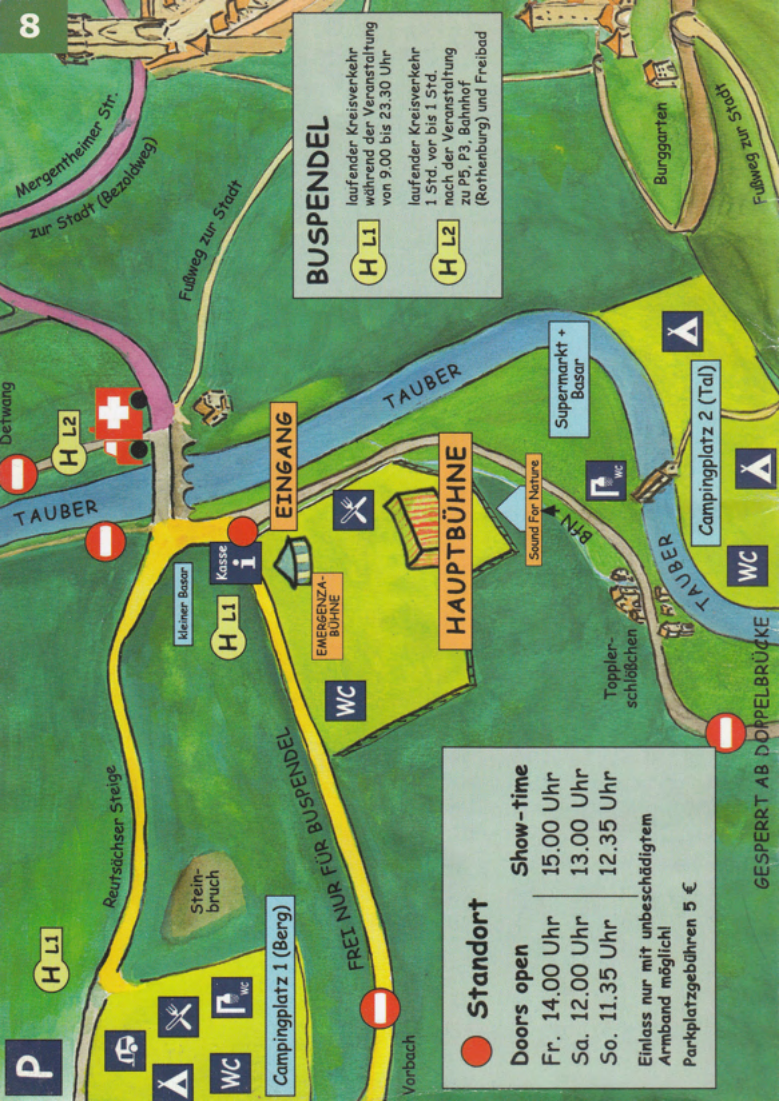 8
Mergentheimer Str.
zur Stadt (Bezoldweg)
Fußweg zur Stadt
BUSPENDEL
H L1
laufender Kreisverkehr
während der Veranstaltung
von 9.00 bis 23.30 Uhr
H L2
laufender Kreisverkehr
1 Std. vor bis 1 Std.
nach der Veranstaltung
zu P5, P3, Bahnhof
(Rothenburg) und Freibad
Burggarten
Fußweg zur Stadt
Detwang
H L2
TAUBER
EINGANG
TAUBER
Supermarkt +
Basar
Campingplatz 2 (Tal)
WC
TAUBER
WC
kleiner Basar
Kasse
i
H L1
EMERGENZA-
BÜHNE
HAUPTBÜHNE
Sound For Nature
BfN
WC
Toppler-
schlößchen
GESPERRT AB DOPPELBRÜCKE
Reutsächser Steige
Stein-
bruch
FREI NUR FÜR BUSPENDEL
H L1
P
WC
WC
Campingplatz 1 (Berg)
Vorbach
Standort
Doors open Show-time
Fr. 14.00 Uhr 15.00 Uhr
Sa. 12.00 Uhr 13.00 Uhr
So. 11.35 Uhr 12.35 Uhr
Einlass nur mit unbeschädigtem
Armband möglich!
Parkplatzgebühren 5 €